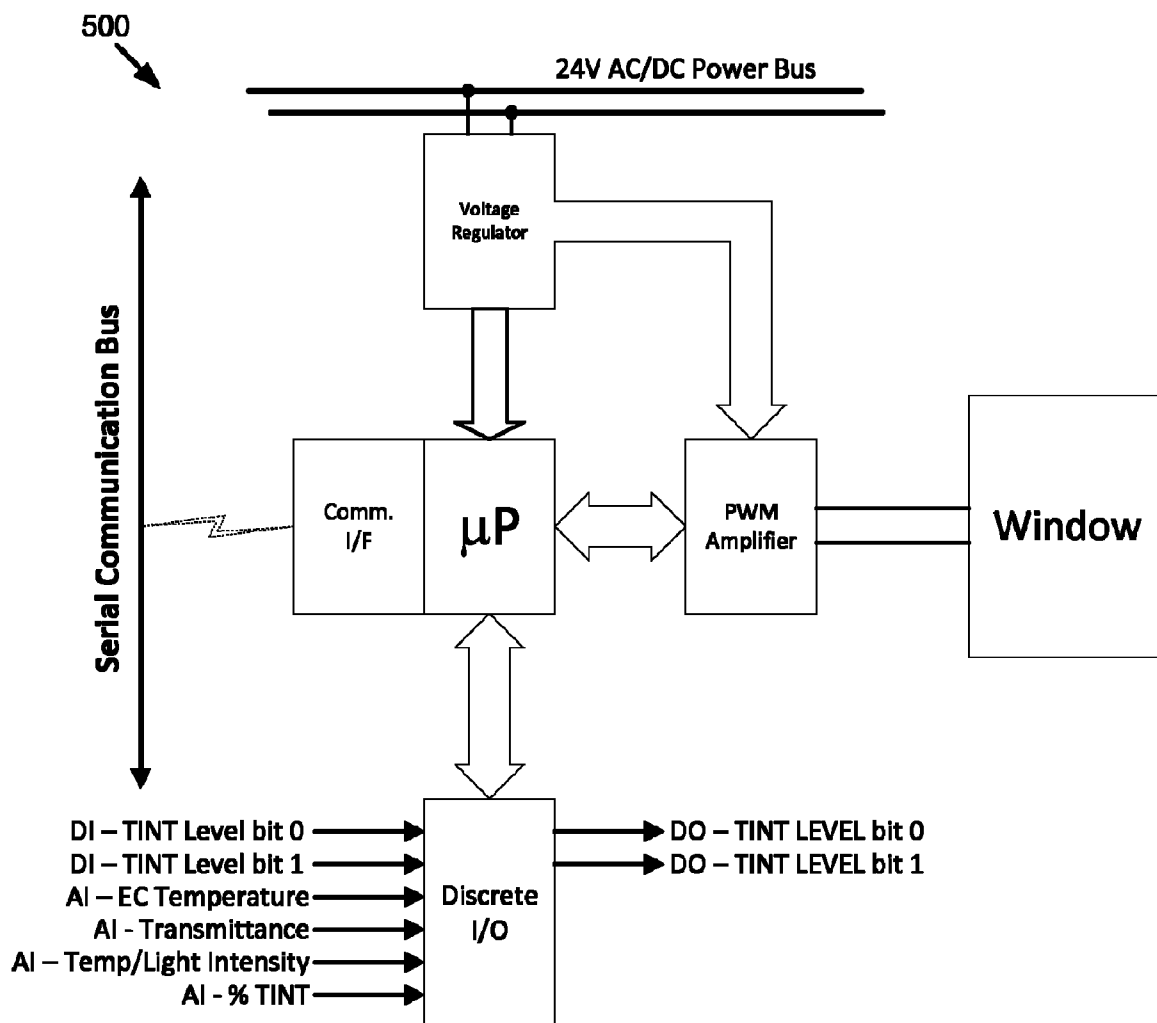 500
24V AC/DC Power Bus
Voltage
Regulator
Serial Communication Bus
Comm.
I/F
µP
PWM
Amplifier
Window
DI – TINT Level bit 0
DI – TINT Level bit 1
AI – EC Temperature
AI - Transmittance
AI – Temp/Light Intensity
AI - % TINT
Discrete
I/O
DO – TINT LEVEL bit 0
DO – TINT LEVEL bit 1